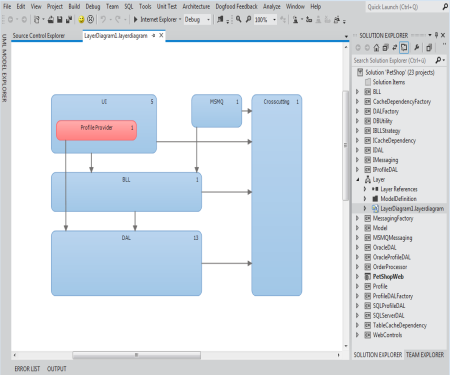 File Edit View Project Build Debug Team SQL Tools Test Unit Test Architecture Dogfood Feedback Analyze Window Help
Quick Launch (Ctrl+Q)
Internet Explorer Debug 100%
Source Control Explorer LayerDiagram1.layerdiagram
SOLUTION EXPLORER
UML MODEL EXPLORER
Search Solution Explorer (Ctrl+ü)
Solution 'PetShop' (23 projects)
Solution Items
BLL
CacheDependencyFactory
DALFactory
DBUtility
IBLLStrategy
ICacheDependency
IDAL
IMessaging
IProfileDAL
Layer
Layer References
ModelDefinition
LayerDiagram1.layerdiagram
MessagingFactory
Model
MSMQMessaging
OracleDAL
OracleProfileDAL
OrderProcessor
PetShopWeb
Profile
ProfileDALFactory
SQLProfileDAL
SQLServerDAL
TableCacheDependency
WebControls
UI 5
Profile Provider 1
MSMQ 1
Crosscutting 1
BLL 1
DAL 13
SOLUTION EXPLORER TEAM EXPLORER
ERROR LIST OUTPUT